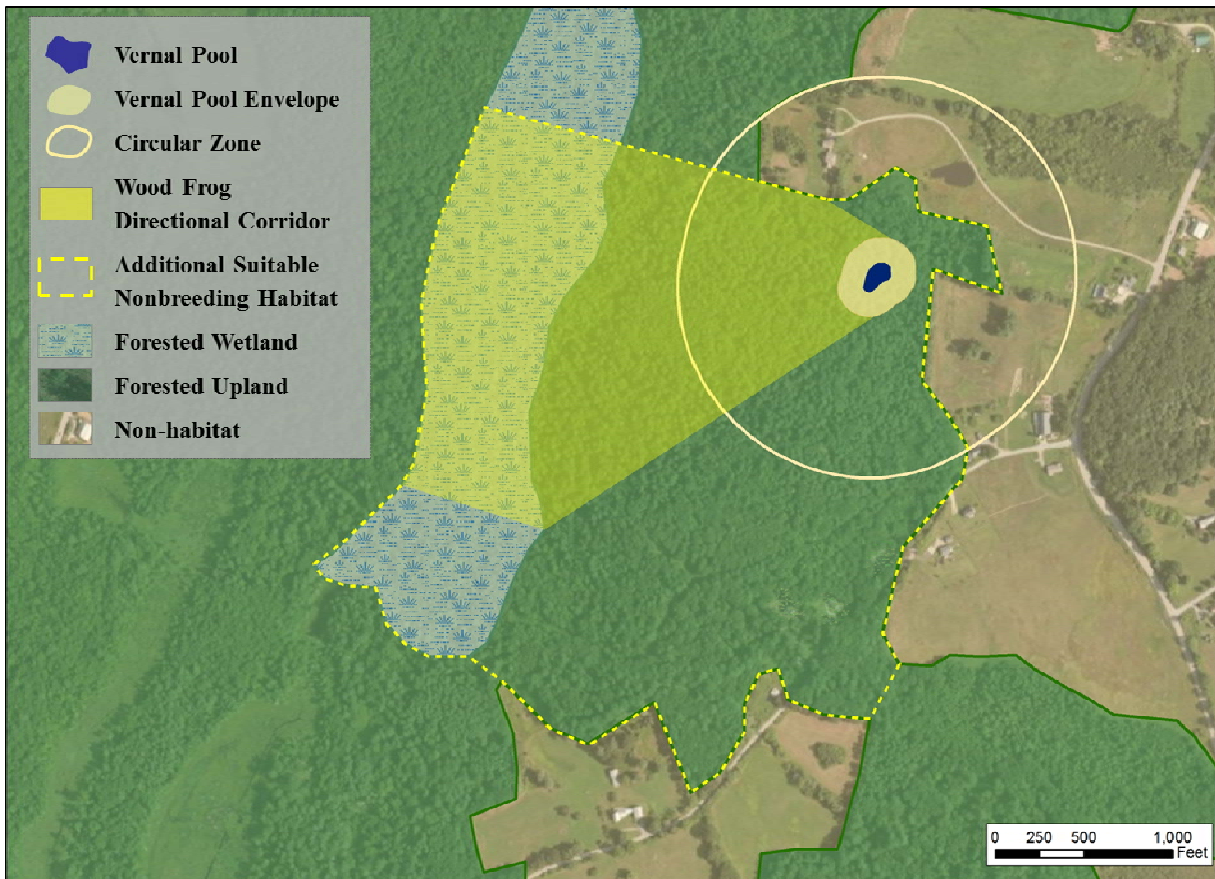 Vernal Pool
Vernal Pool Envelope
Circular Zone
Wood Frog
Directional Corridor
Additional Suitable
Nonbreeding Habitat
Forested Wetland
Forested Upland
Non-habitat
0 250 500 1,000
Feet